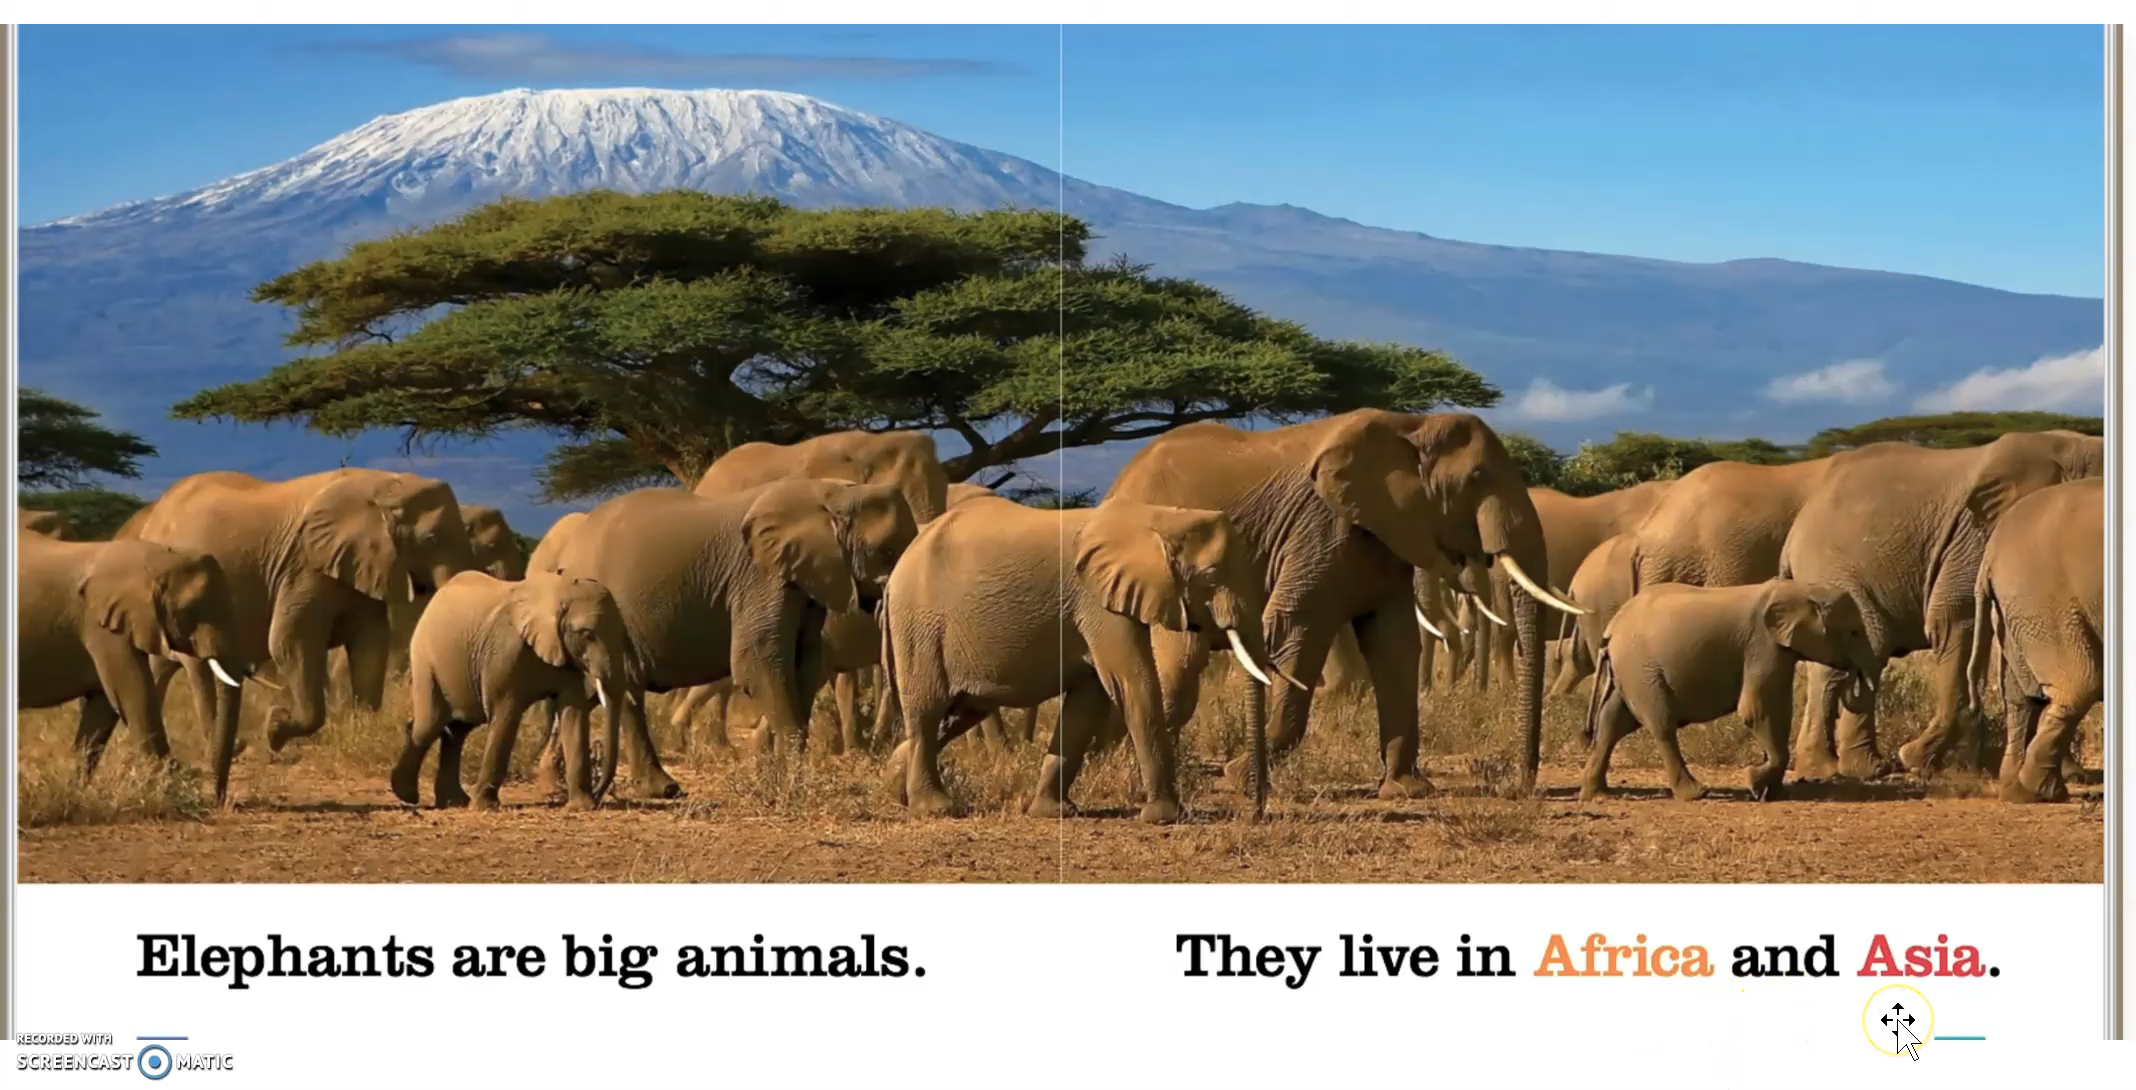 Elephants are big animals.
They live in Africa and Asia.
RECORDED WITH
SCREENCAST MATIC